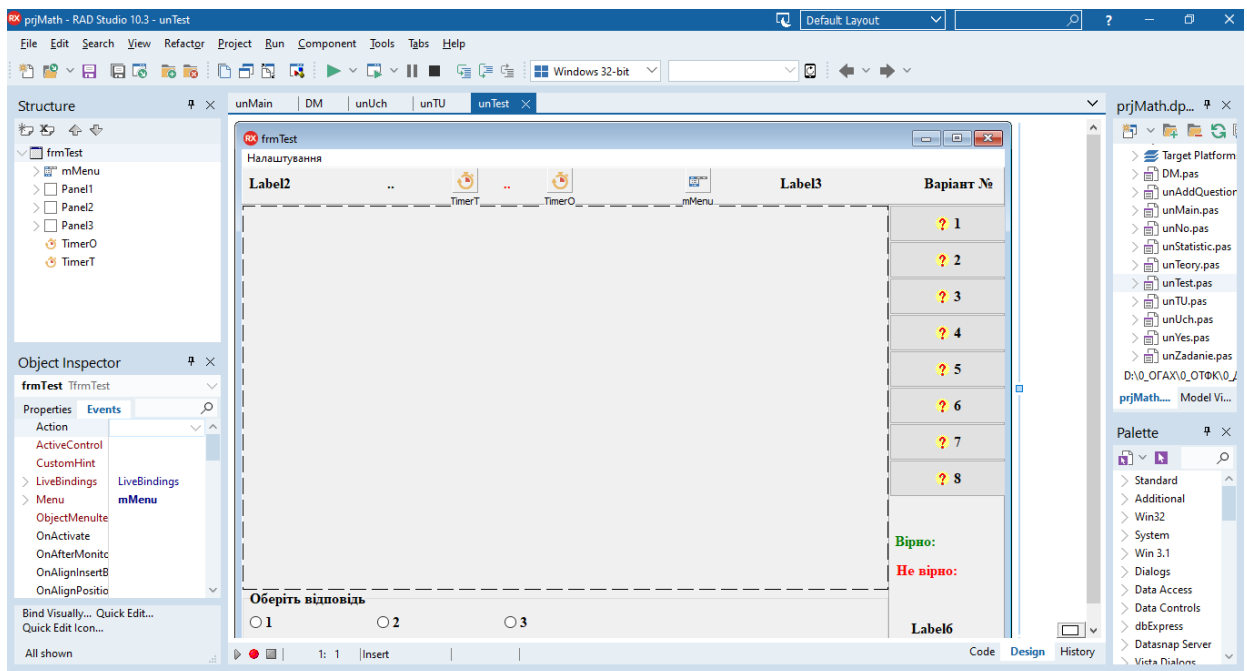 prjMath - RAD Studio 10.3 - unTest
Default Layout
?
File Edit Search View Refactor Project Run Component Tools Tabs Help
Windows 32-bit
Structure
frmTest
mMenu
Panel1
Panel2
Panel3
TimerO
TimerT
Object Inspector
frmTest TfrmTest
Properties Events
Action
ActiveControl
CustomHint
LiveBindings LiveBindings
Menu mMenu
ObjectMenuIte
OnActivate
OnAfterMonitc
OnAlignInsertB
OnAlignPositio
Bind Visually... Quick Edit...
Quick Edit Icon...
All shown
unMain DM unUch unTU unTest
frmTest
Налаштування
Label2 .. .. Label3 Варіант №
TimerT TimerO mMenu
? 1
? 2
? 3
? 4
? 5
? 6
? 7
? 8
Вірно:
Не вірно:
Оберіть відповідь
1 2 3
Label6
1: 1 Insert
Code Design History
prjMath.dp...
Target Platform
DM.pas
unAddQuestion
unMain.pas
unNo.pas
unStatistic.pas
unTeory.pas
unTest.pas
unTU.pas
unUch.pas
unYes.pas
unZadanie.pas
D:\0_ОГАХ\0_ОТФК\0_
prjMath.... Model Vi...
Palette
Standard
Additional
Win32
System
Win 3.1
Dialogs
Data Access
Data Controls
dbExpress
Datasnap Server
Vista Dialogs